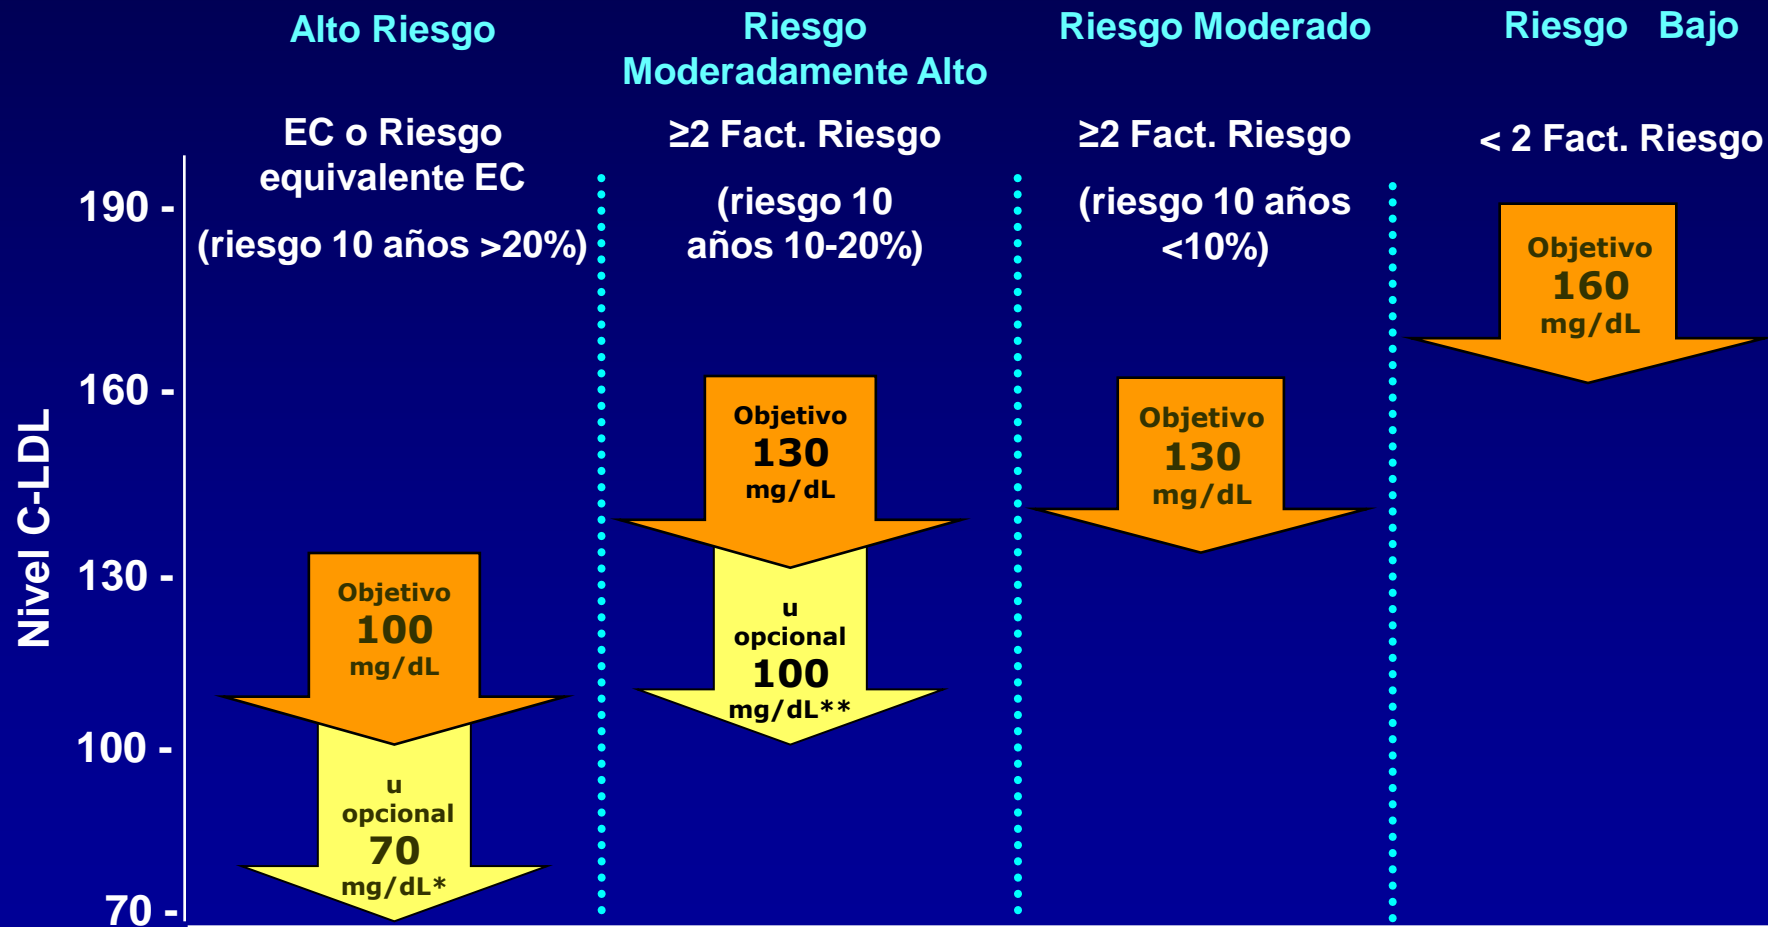 Alto Riesgo
Riesgo
Moderadamente Alto
Riesgo Moderado
Riesgo Bajo
EC o Riesgo
equivalente EC
(riesgo 10 años >20%)
≥2 Fact. Riesgo
(riesgo 10
años 10-20%)
≥2 Fact. Riesgo
(riesgo 10 años
<10%)
< 2 Fact. Riesgo
Nivel C-LDL
190 -
160 -
130 -
100 -
70 -
Objetivo
100
mg/dL
u
opcional
70
mg/dL*
Objetivo
130
mg/dL
u
opcional
100
mg/dL**
Objetivo
130
mg/dL
Objetivo
160
mg/dL